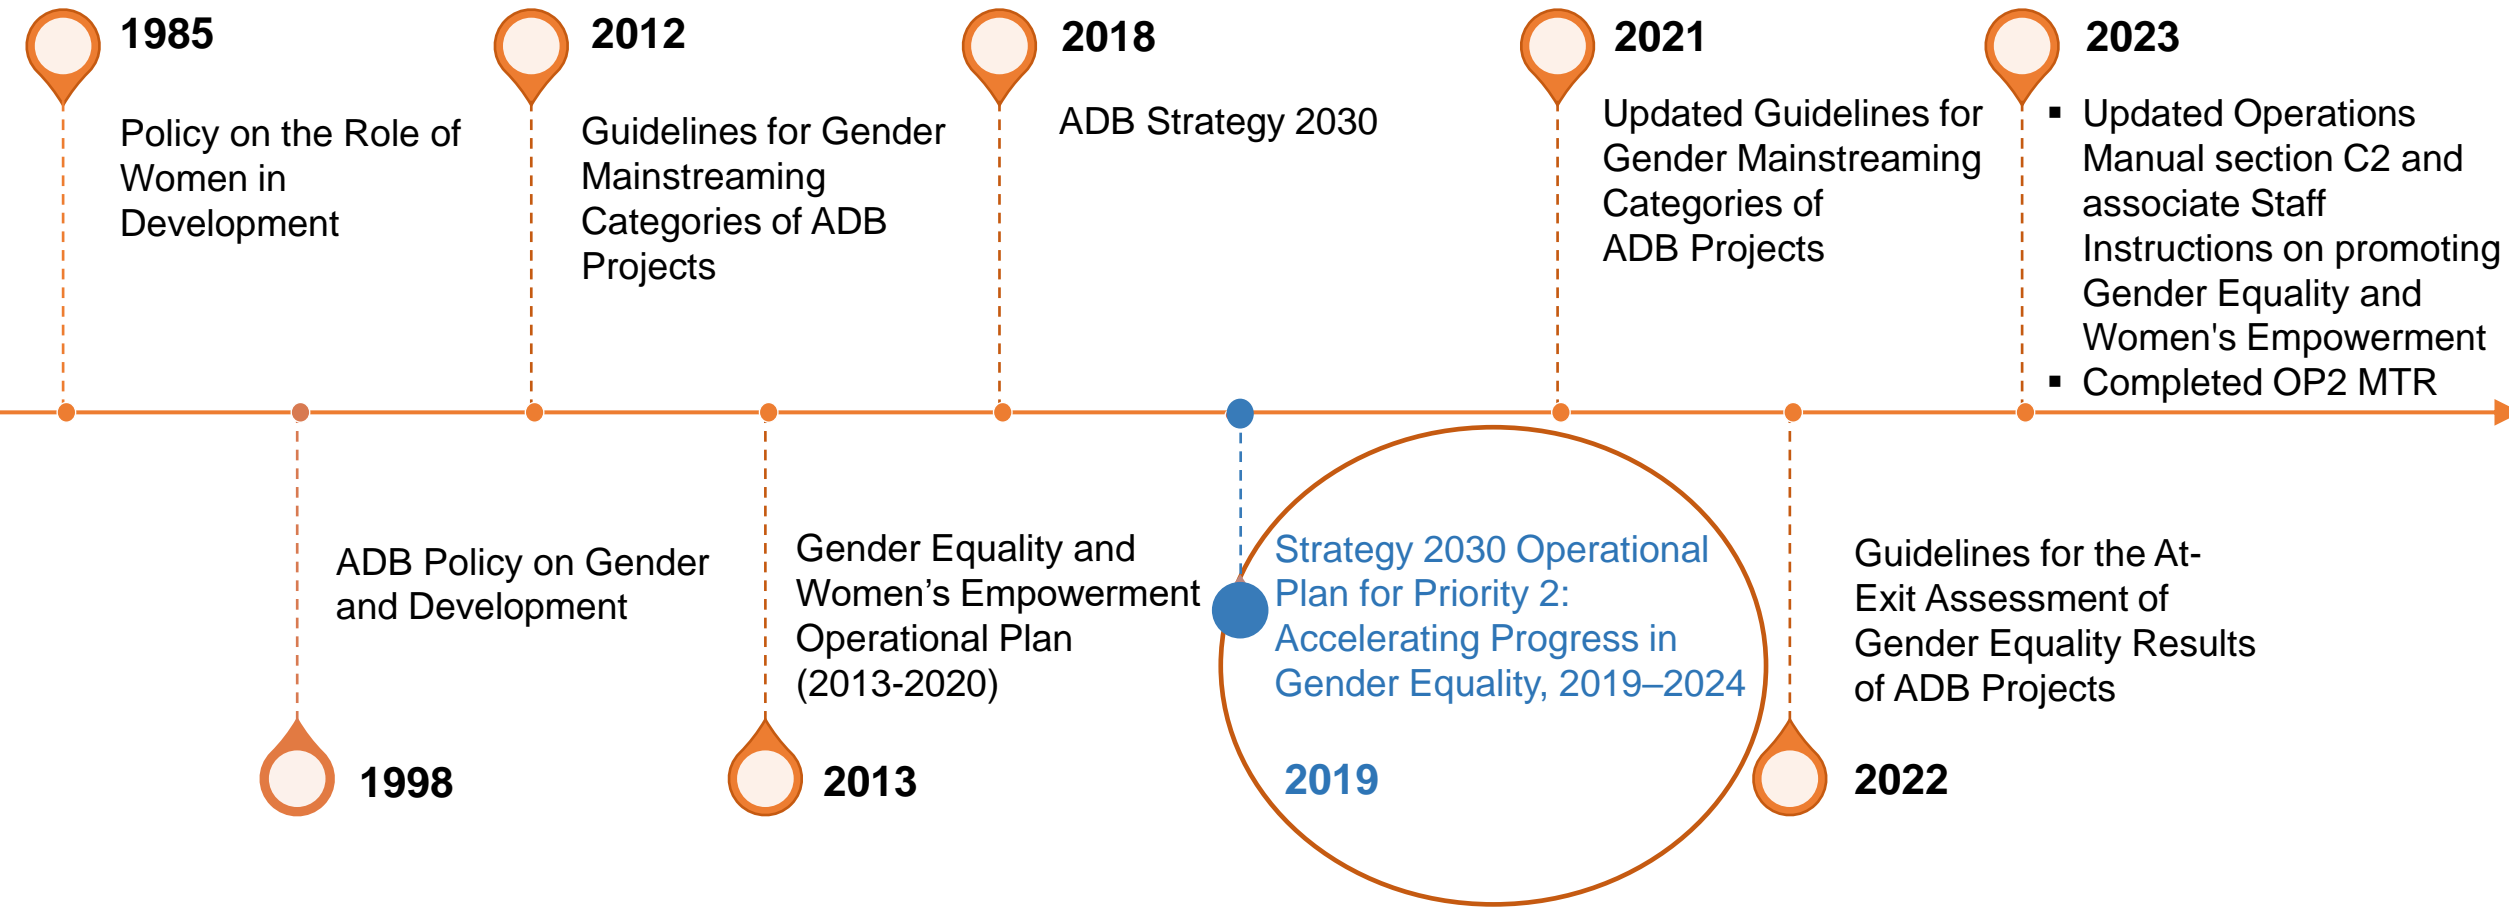 1985
Policy on the Role of
Women in
Development
2012
Guidelines for Gender
Mainstreaming
Categories of ADB
Projects
2018
ADB Strategy 2030
2021
Updated Guidelines for
Gender Mainstreaming
Categories of
ADB Projects
2023
▪ Updated Operations
Manual section C2 and
associate Staff
Instructions on promoting
Gender Equality and
Women's Empowerment
▪ Completed OP2 MTR
ADB Policy on Gender
and Development
1998
Gender Equality and
Women’s Empowerment
Operational Plan
(2013-2020)
2013
Strategy 2030 Operational
Plan for Priority 2:
Accelerating Progress in
Gender Equality, 2019–2024
2019
Guidelines for the At-
Exit Assessment of
Gender Equality Results
of ADB Projects
2022